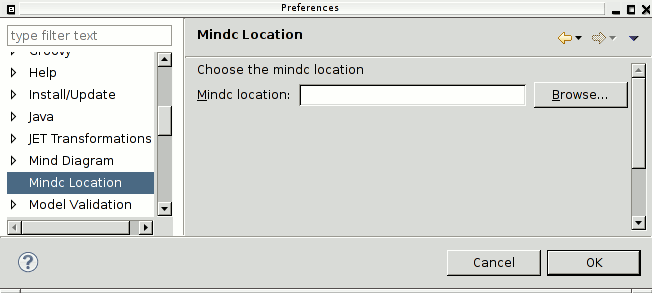 Preferences
type filter text
Groovy
Help
Install/Update
Java
JET Transformations
Mind Diagram
Mindc Location
Model Validation
Mindc Location
Choose the mindc location
Mindc location:
Browse...
?
Cancel
OK